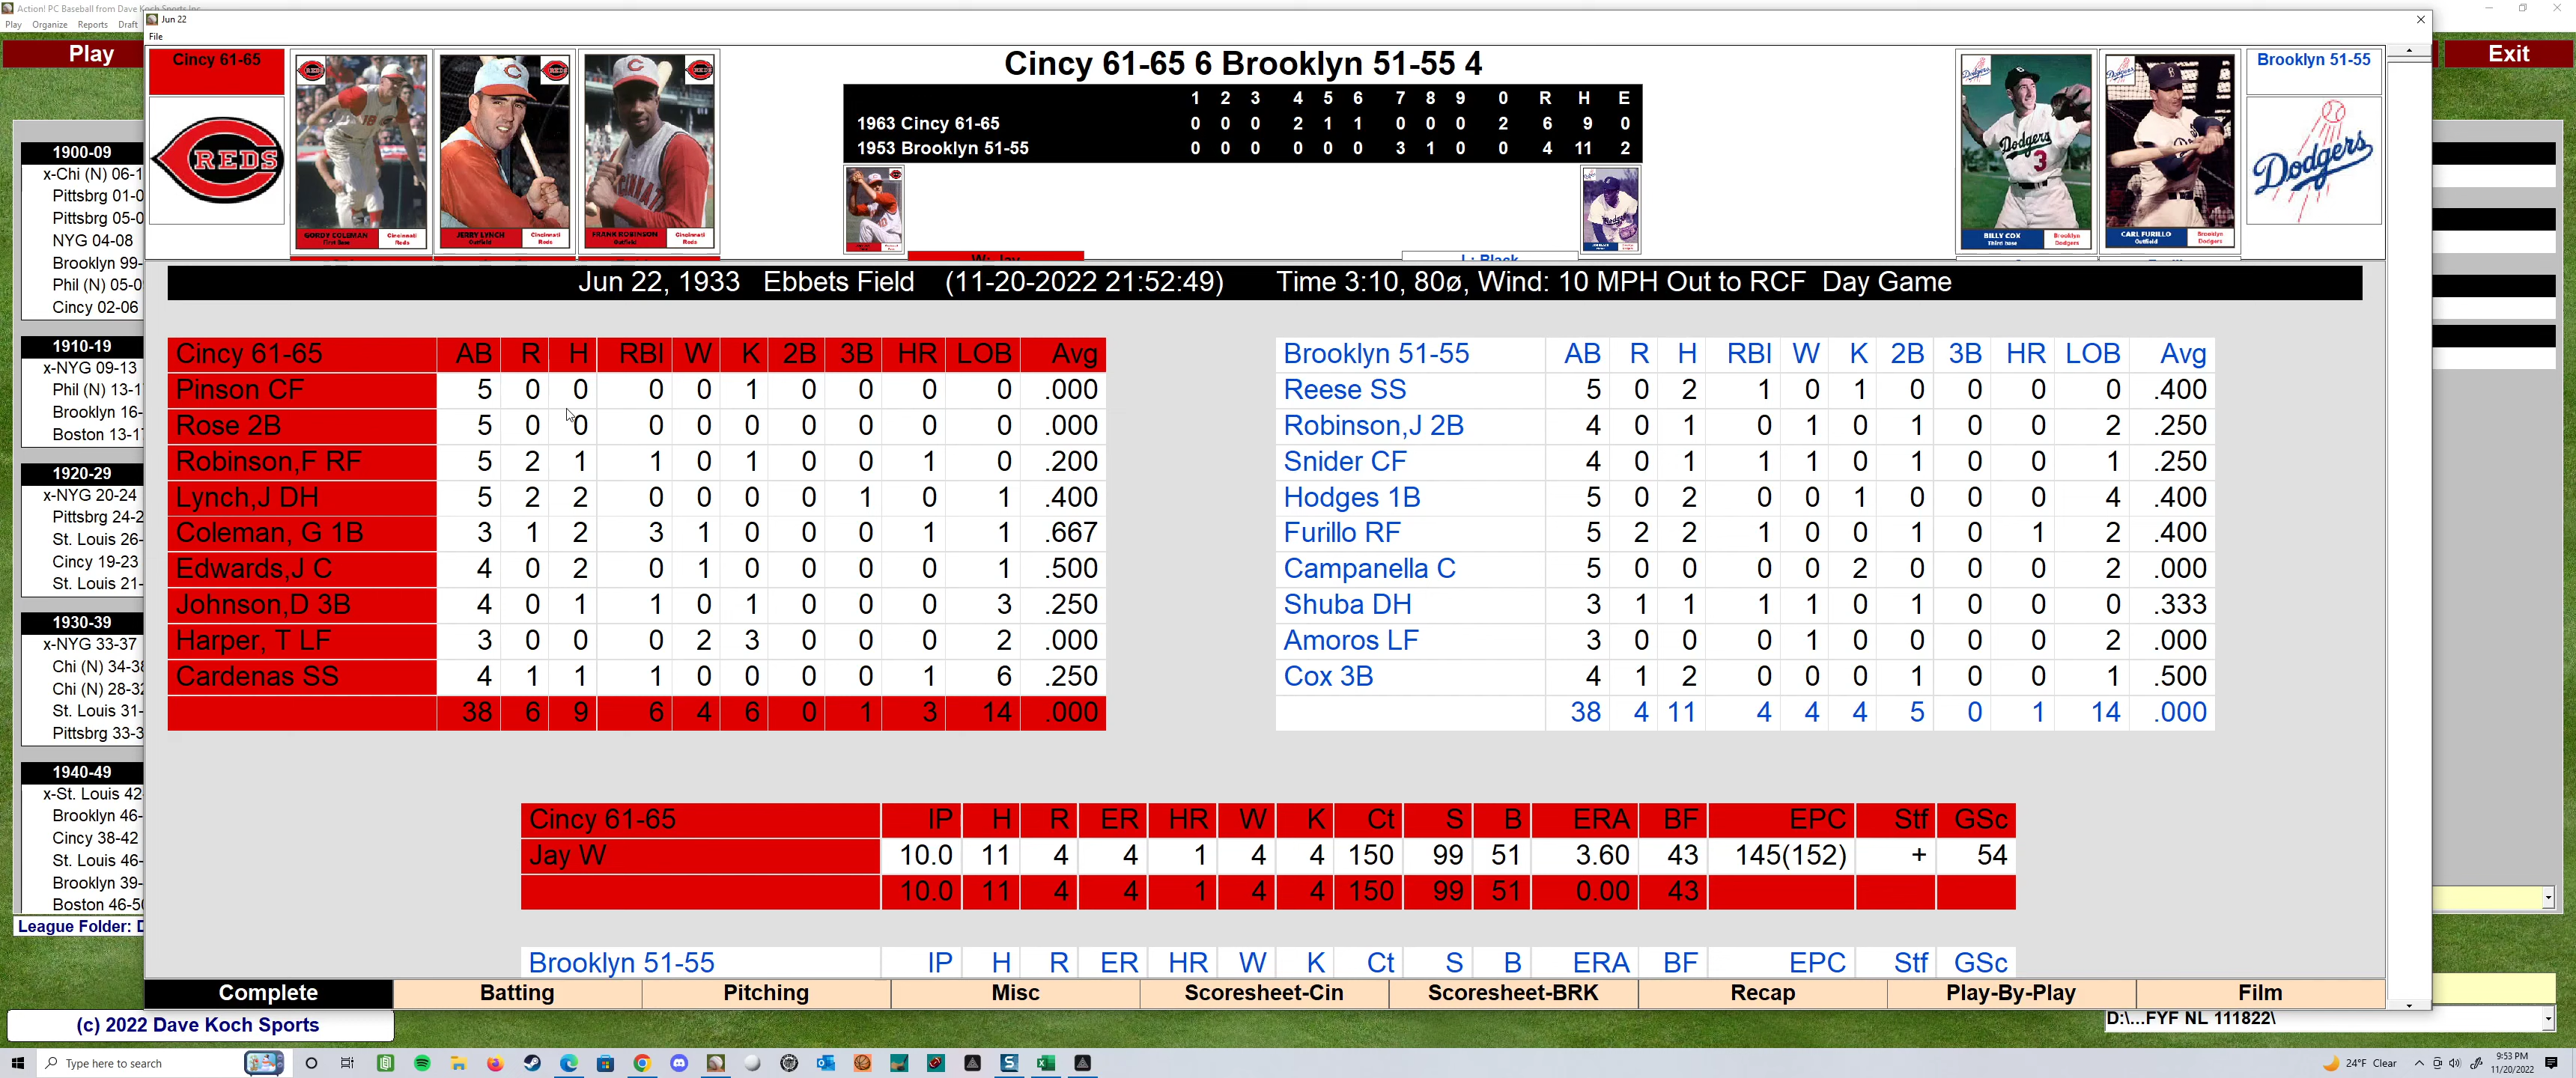 Action! PC Baseball from Dave Koch Sports Inc
Play Organize Reports Draft
Jun 22
File
Play
Exit
Cincy 61-65
REDS
GORDY COLEMAN
First Base
Cincinnati Reds
JERRY LYNCH
Outfield
Cincinnati Reds
FRANK ROBINSON
Outfield
Cincinnati Reds
Cincy 61-65 6 Brooklyn 51-55 4
1 2 3 4 5 6 7 8 9 0 R H E
1963 Cincy 61-65 0 0 0 2 1 1 0 0 0 2 6 9 0
1953 Brooklyn 51-55 0 0 0 0 0 0 3 1 0 0 4 11 2
W: Jay
L: Black
BILLY COX
Third base
Brooklyn Dodgers
CARL FURILLO
Outfield
Brooklyn Dodgers
Brooklyn 51-55
Dodgers
Jun 22, 1933 Ebbets Field (11-20-2022 21:52:49) Time 3:10, 80ø, Wind: 10 MPH Out to RCF Day Game
Cincy 61-65 AB R H RBI W K 2B 3B HR LOB Avg
Pinson CF 5 0 0 0 0 1 0 0 0 0 .000
Rose 2B 5 0 0 0 0 0 0 0 0 0 .000
Robinson,F RF 5 2 1 1 0 1 0 0 1 0 .200
Lynch,J DH 5 2 2 0 0 0 0 1 0 1 .400
Coleman, G 1B 3 1 2 3 1 0 0 0 1 1 .667
Edwards,J C 4 0 2 0 1 0 0 0 0 1 .500
Johnson,D 3B 4 0 1 1 0 1 0 0 0 3 .250
Harper, T LF 3 0 0 0 2 3 0 0 0 2 .000
Cardenas SS 4 1 1 1 0 0 0 0 1 6 .250
38 6 9 6 4 6 0 1 3 14 .000
Brooklyn 51-55 AB R H RBI W K 2B 3B HR LOB Avg
Reese SS 5 0 2 1 0 1 0 0 0 0 .400
Robinson,J 2B 4 0 1 0 1 0 1 0 0 2 .250
Snider CF 4 0 1 1 1 0 1 0 0 1 .250
Hodges 1B 5 0 2 0 0 1 0 0 0 4 .400
Furillo RF 5 2 2 1 0 0 1 0 1 2 .400
Campanella C 5 0 0 0 0 2 0 0 0 2 .000
Shuba DH 3 1 1 1 1 0 1 0 0 0 .333
Amoros LF 3 0 0 0 1 0 0 0 0 2 .000
Cox 3B 4 1 2 0 0 0 1 0 0 1 .500
38 4 11 4 4 4 5 0 1 14 .000
Cincy 61-65 IP H R ER HR W K Ct S B ERA BF EPC Stf GSc
Jay W 10.0 11 4 4 1 4 4 150 99 51 3.60 43 145(152) + 54
10.0 11 4 4 1 4 4 150 99 51 0.00 43
Brooklyn 51-55 IP H R ER HR W K Ct S B ERA BF EPC Stf GSc
Complete Batting Pitching Misc Scoresheet-Cin Scoresheet-BRK Recap Play-By-Play Film
1900-09
x-Chi (N) 06-1
Pittsbrg 01-0
Pittsbrg 05-0
NYG 04-08
Brooklyn 99-
Phil (N) 05-0
Cincy 02-06
1910-19
x-NYG 09-13
Phil (N) 13-1
Brooklyn 16-
Boston 13-1
1920-29
x-NYG 20-24
Pittsbrg 24-2
St. Louis 26-
Cincy 19-23
St. Louis 21-
1930-39
x-NYG 33-37
Chi (N) 34-38
Chi (N) 28-32
St. Louis 31-
Pittsbrg 33-3
1940-49
x-St. Louis 42
Brooklyn 46-
Cincy 38-42
St. Louis 46-
Brooklyn 39-
Boston 46-50
League Folder: D
(c) 2022 Dave Koch Sports
D:\...FYF NL 111822\
Type here to search
24°F Clear
9:53 PM
11/20/2022